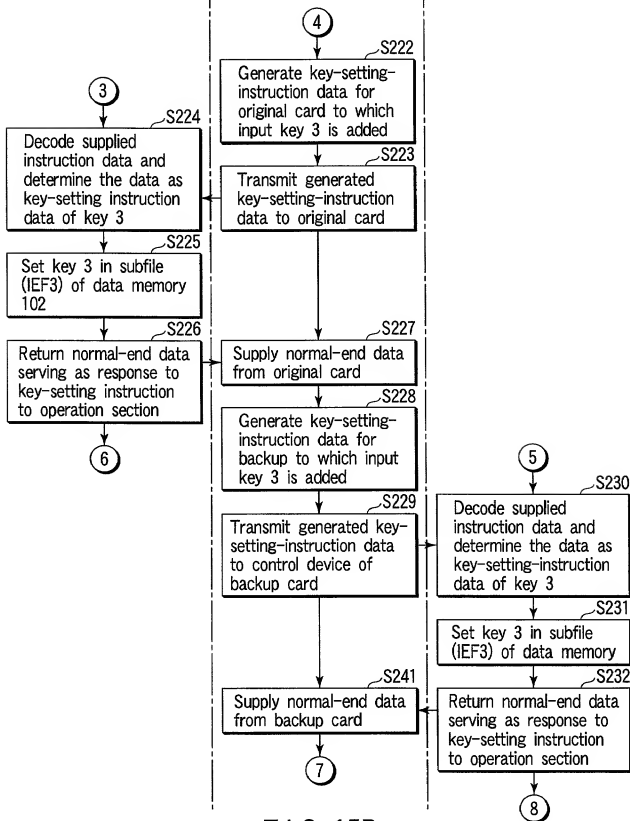 4
S222
Generate key-setting-
instruction data for
original card to which
input key 3 is added
3
S224
Decode supplied
instruction data and
determine the data as
key-setting instruction
data of key 3
S223
Transmit generated
key-setting-instruction
data to original card
S225
Set key 3 in subfile
(IEF3) of data memory
102
S226
Return normal-end data
serving as response to
key-setting instruction
to operation section
6
S227
Supply normal-end data
from original card
S228
Generate key-setting-
instruction data for
backup to which input
key 3 is added
S229
Transmit generated key-
setting-instruction data
to control device of
backup card
5
S230
Decode supplied
instruction data and
determine the data as
key-setting-instruction
data of key 3
S231
Set key 3 in subfile
(IEF3) of data memory
S232
Return normal-end data
serving as response to
key-setting instruction
to operation section
8
S241
Supply normal-end data
from backup card
7